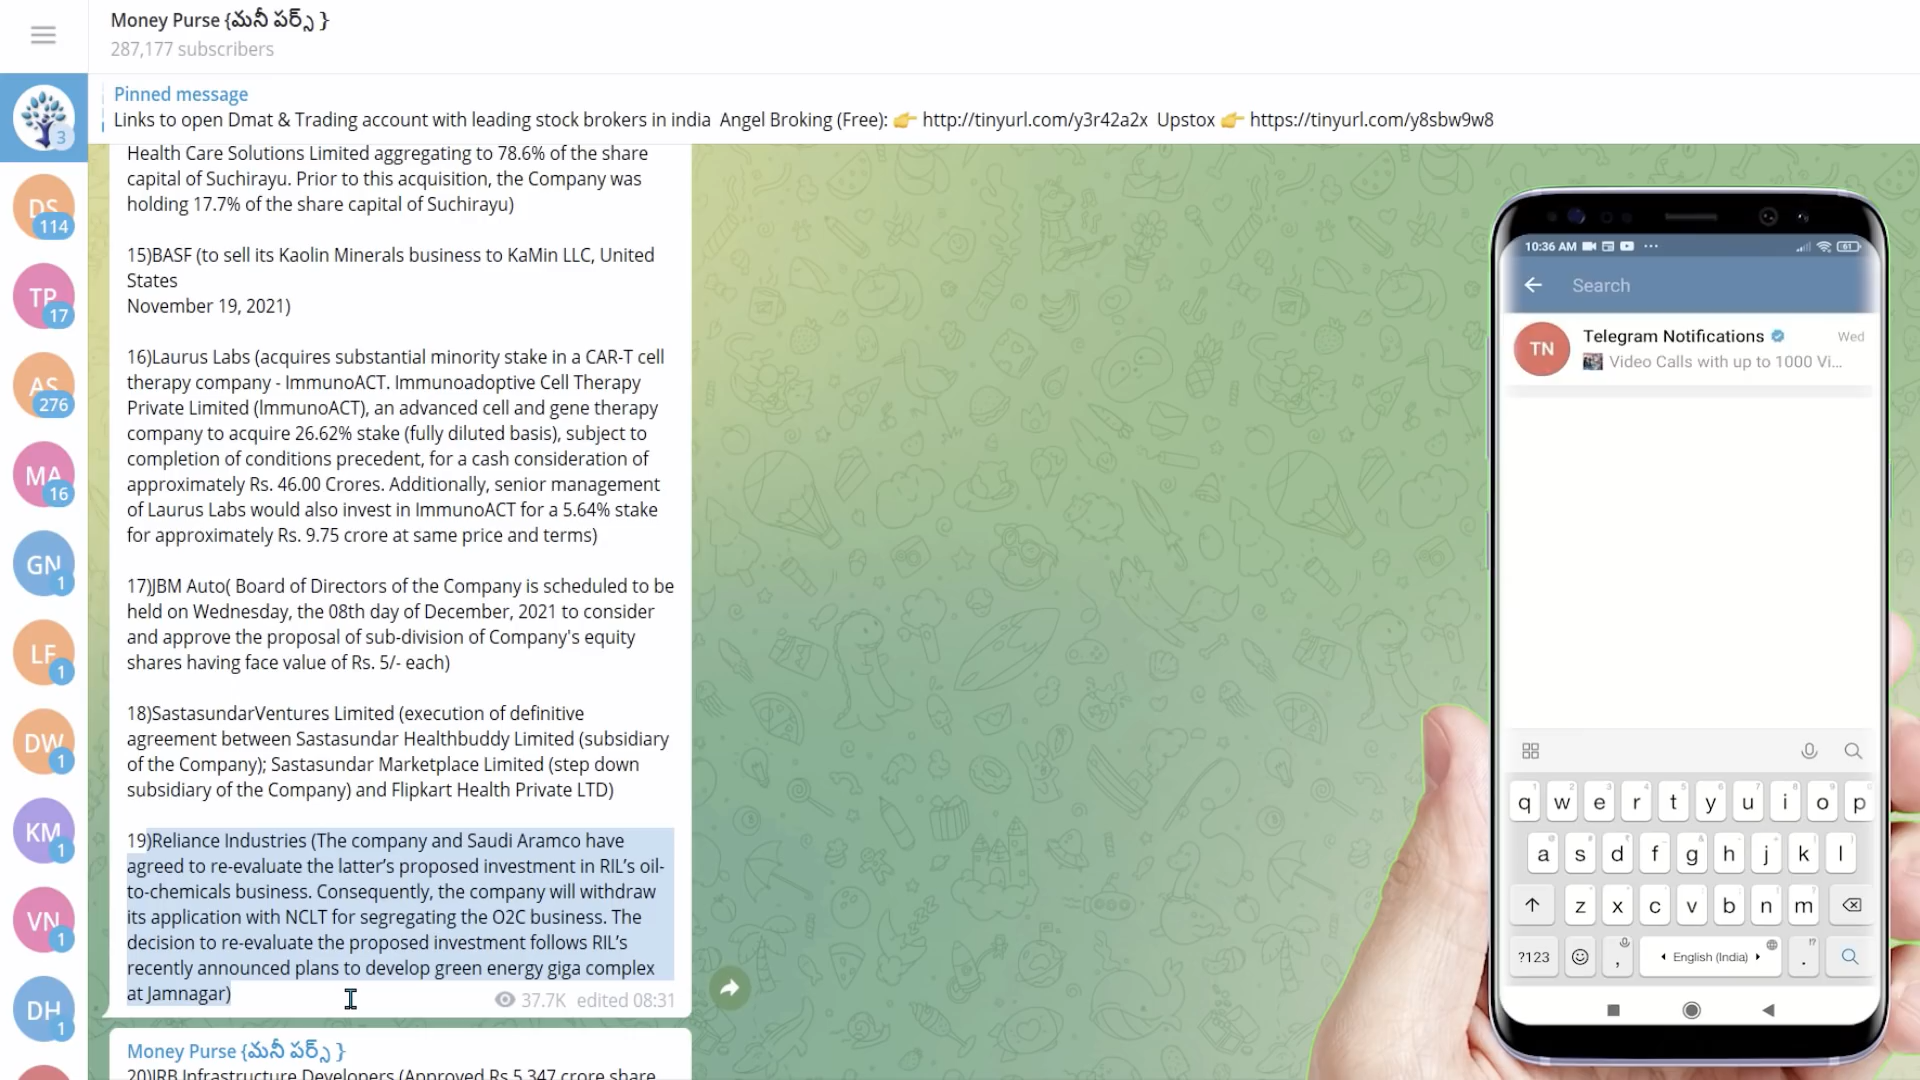 Money Purse {మనీ పర్స్ }
287,177 subscribers
Pinned message
Links to open Dmat & Trading account with leading stock brokers in india Angel Broking (Free): 👉 http://tinyurl.com/y3r42a2x Upstox 👉 https://tinyurl.com/y8sbw9w8
3
DS
114
TP
17
AS
276
MA
16
GN
1
LF
1
DW
1
KM
1
VN
1
DH
1
Health Care Solutions Limited aggregating to 78.6% of the share
capital of Suchirayu. Prior to this acquisition, the Company was
holding 17.7% of the share capital of Suchirayu)
15)BASF (to sell its Kaolin Minerals business to KaMin LLC, United
States
November 19, 2021)
16)Laurus Labs (acquires substantial minority stake in a CAR-T cell
therapy company - ImmunoACT. Immunoadoptive Cell Therapy
Private Limited (ImmunoACT), an advanced cell and gene therapy
company to acquire 26.62% stake (fully diluted basis), subject to
completion of conditions precedent, for a cash consideration of
approximately Rs. 46.00 Crores. Additionally, senior management
of Laurus Labs would also invest in ImmunoACT for a 5.64% stake
for approximately Rs. 9.75 crore at same price and terms)
17)JBM Auto( Board of Directors of the Company is scheduled to be
held on Wednesday, the 08th day of December, 2021 to consider
and approve the proposal of sub-division of Company's equity
shares having face value of Rs. 5/- each)
18)SastasundarVentures Limited (execution of definitive
agreement between Sastasundar Healthbuddy Limited (subsidiary
of the Company); Sastasundar Marketplace Limited (step down
subsidiary of the Company) and Flipkart Health Private LTD)
19)Reliance Industries (The company and Saudi Aramco have
agreed to re-evaluate the latter’s proposed investment in RIL’s oil-
to-chemicals business. Consequently, the company will withdraw
its application with NCLT for segregating the O2C business. The
decision to re-evaluate the proposed investment follows RIL’s
recently announced plans to develop green energy giga complex
at Jamnagar)
37.7K edited 08:31
Money Purse {మనీ పర్స్ }
20)IRB Infrastructure Developers (Approved Rs 5,347 crore share
10:36 AM
61
Search
TN
Telegram Notifications
Wed
Video Calls with up to 1000 Vi...
q w e r t y u i o p
a s d f g h j k l
z x c v b n m
?123 , English (India) .